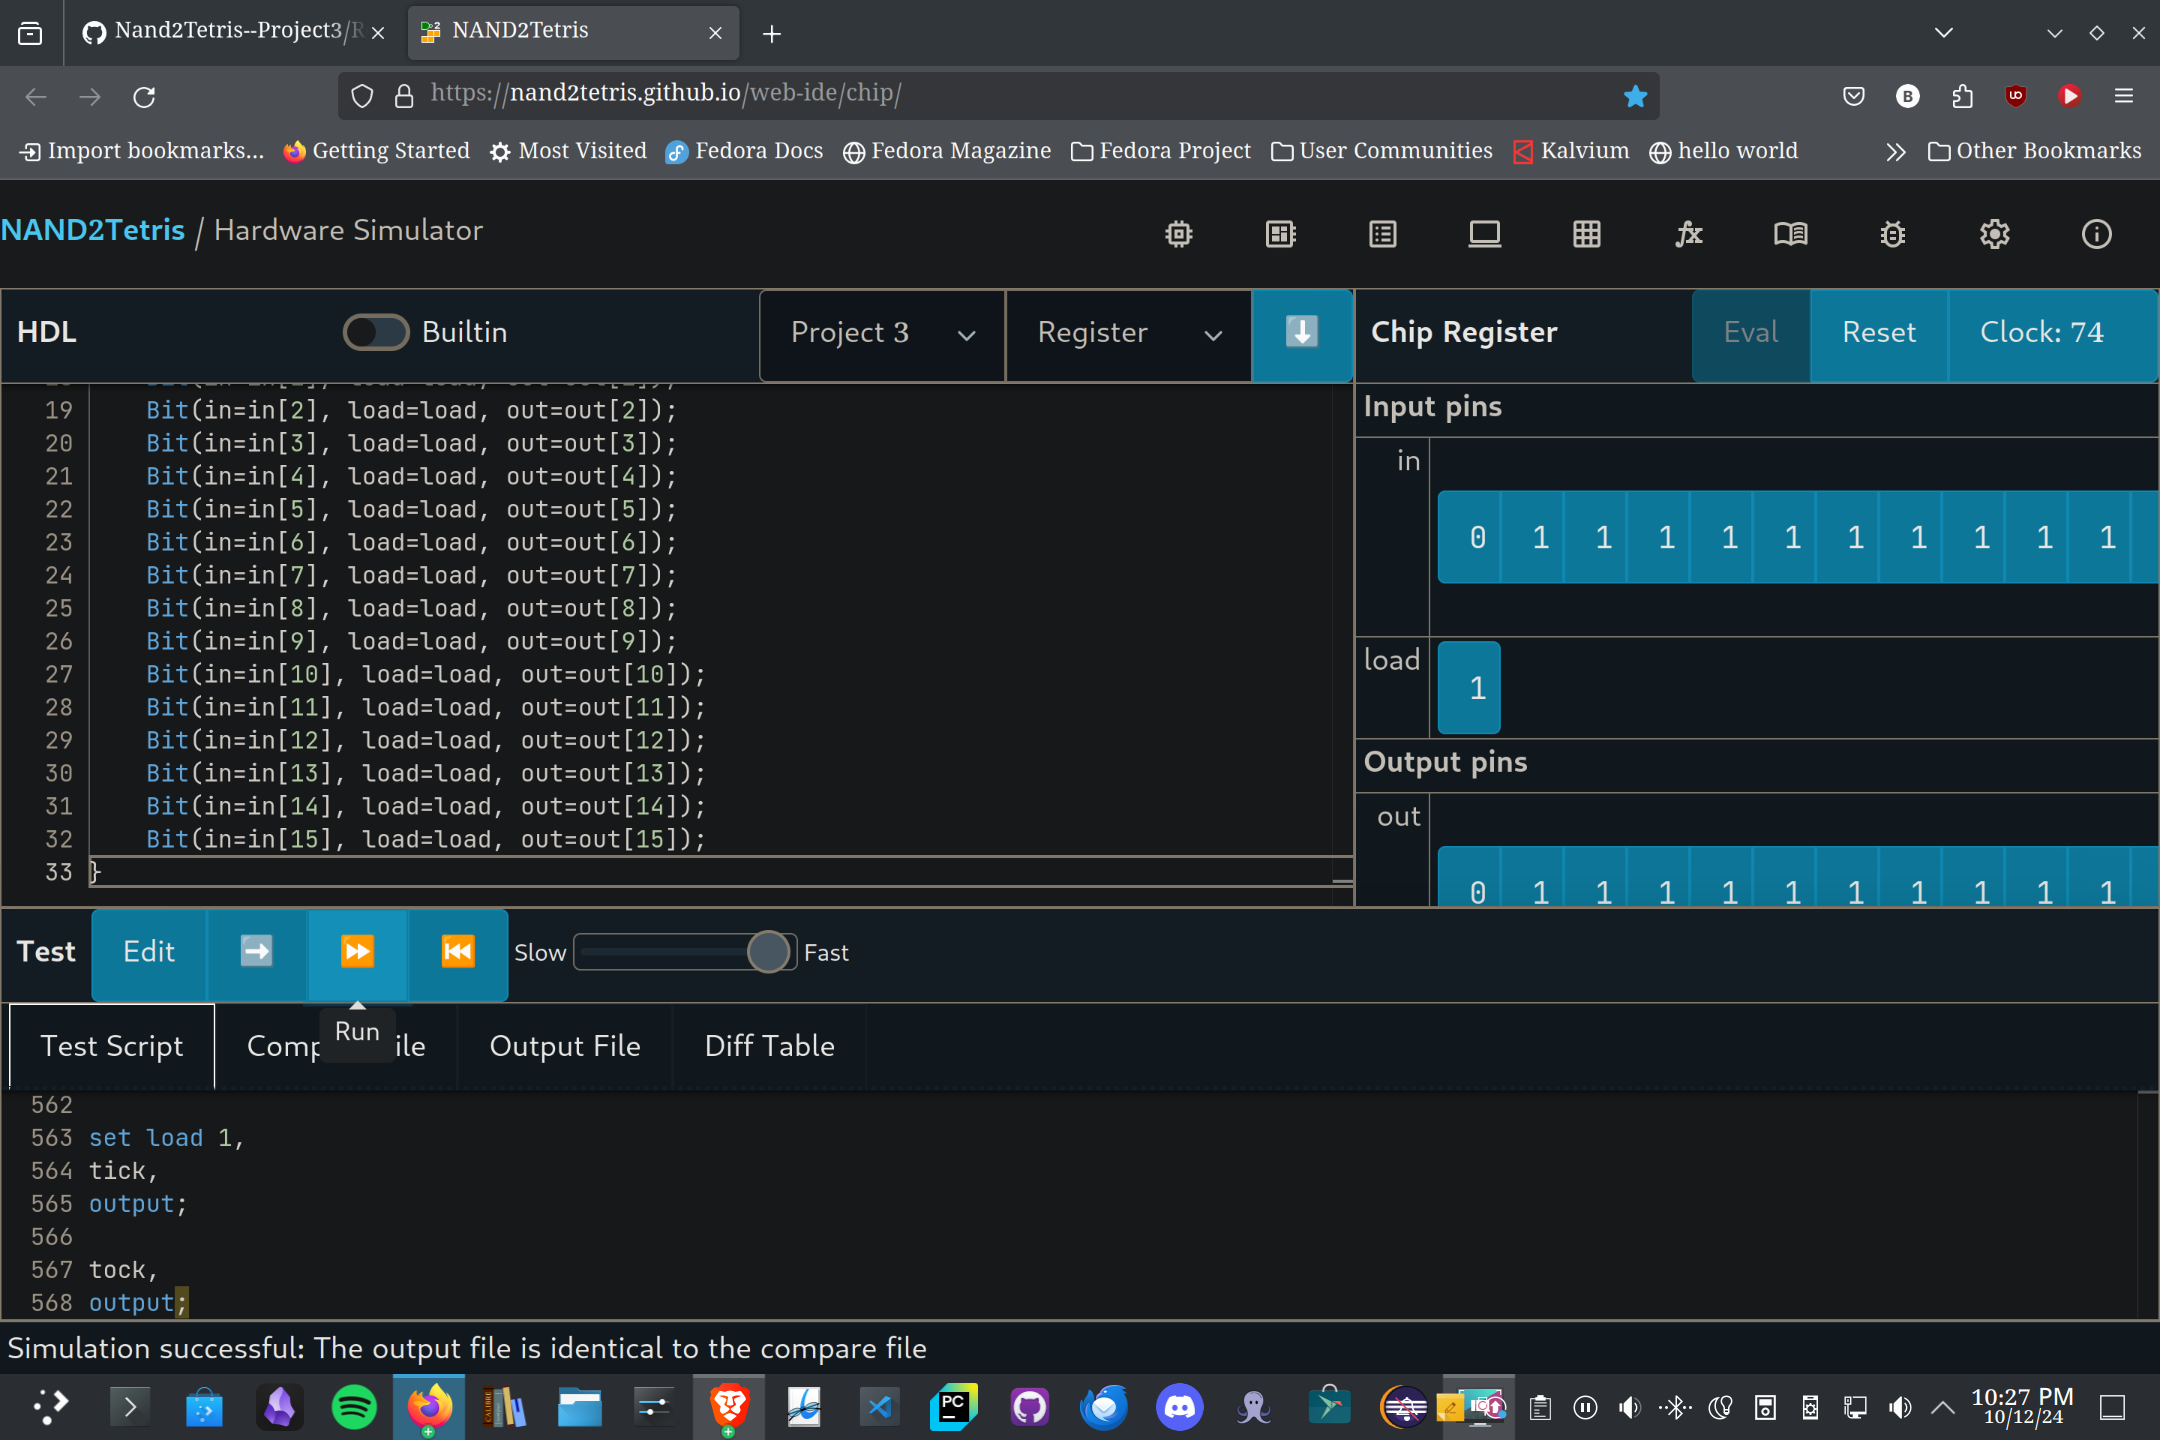 Nand2Tetris--Project3/R
NAND2Tetris
https://nand2tetris.github.io/web-ide/chip/
Import bookmarks...
Getting Started
Most Visited
Fedora Docs
Fedora Magazine
Fedora Project
User Communities
Kalvium
hello world
Other Bookmarks
NAND2Tetris / Hardware Simulator
HDL
Builtin
Project 3
Register
Chip Register
Eval
Reset
Clock: 74
19 Bit(in=in[2], load=load, out=out[2]);
20 Bit(in=in[3], load=load, out=out[3]);
21 Bit(in=in[4], load=load, out=out[4]);
22 Bit(in=in[5], load=load, out=out[5]);
23 Bit(in=in[6], load=load, out=out[6]);
24 Bit(in=in[7], load=load, out=out[7]);
25 Bit(in=in[8], load=load, out=out[8]);
26 Bit(in=in[9], load=load, out=out[9]);
27 Bit(in=in[10], load=load, out=out[10]);
28 Bit(in=in[11], load=load, out=out[11]);
29 Bit(in=in[12], load=load, out=out[12]);
30 Bit(in=in[13], load=load, out=out[13]);
31 Bit(in=in[14], load=load, out=out[14]);
32 Bit(in=in[15], load=load, out=out[15]);
33 }
Input pins
in
0 1 1 1 1 1 1 1 1 1 1
load
1
Output pins
out
0 1 1 1 1 1 1 1 1 1 1
Test
Edit
Slow
Fast
Run
Test Script
Output File
Diff Table
562
563 set load 1,
564 tick,
565 output;
566
567 tock,
568 output;
Simulation successful: The output file is identical to the compare file
10:27 PM
10/12/24